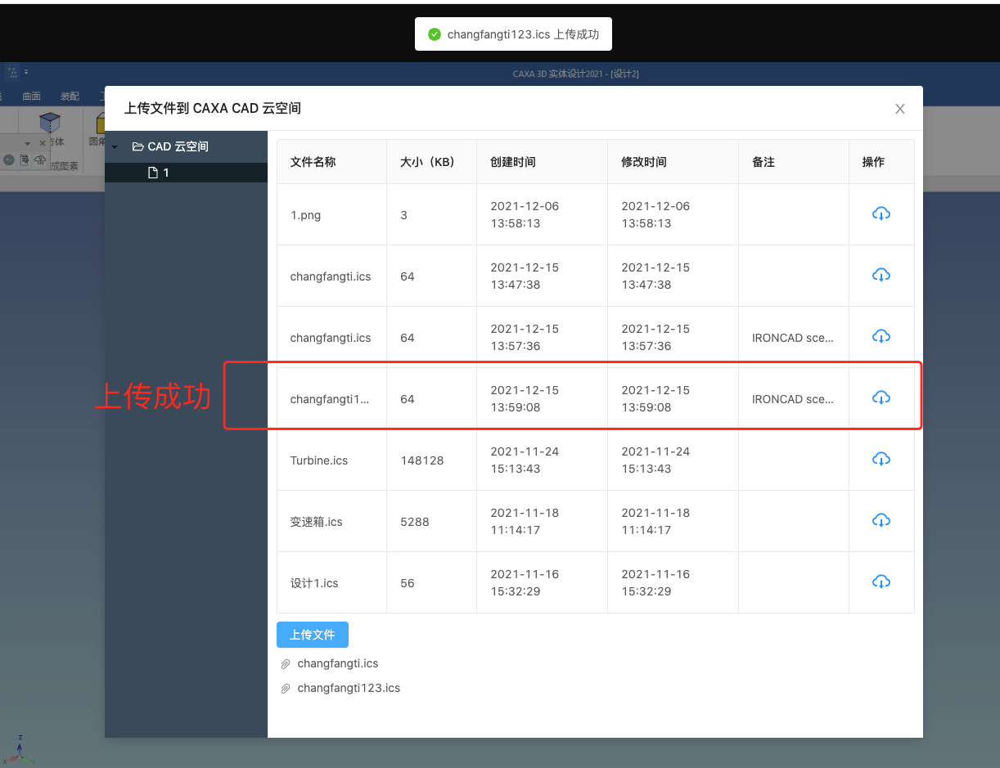 changfangti123.ics 上传成功
CAXA 3D 实体设计2021 - [设计2]
曲面 装配
上传文件到 CAXA CAD 云空间
方体
圆角
成图素
CAD 云空间
1
文件名称 大小（KB） 创建时间 修改时间 备注 操作
1.png 3 2021-12-06 13:58:13 2021-12-06 13:58:13
changfangti.ics 64 2021-12-15 13:47:38 2021-12-15 13:47:38
changfangti.ics 64 2021-12-15 13:57:36 2021-12-15 13:57:36 IRONCAD sce...
上传成功
changfangti1... 64 2021-12-15 13:59:08 2021-12-15 13:59:08 IRONCAD sce...
Turbine.ics 148128 2021-11-24 15:13:43 2021-11-24 15:13:43
变速箱.ics 5288 2021-11-18 11:14:17 2021-11-18 11:14:17
设计1.ics 56 2021-11-16 15:32:29 2021-11-16 15:32:29
上传文件
changfangti.ics
changfangti123.ics
Z
X Y